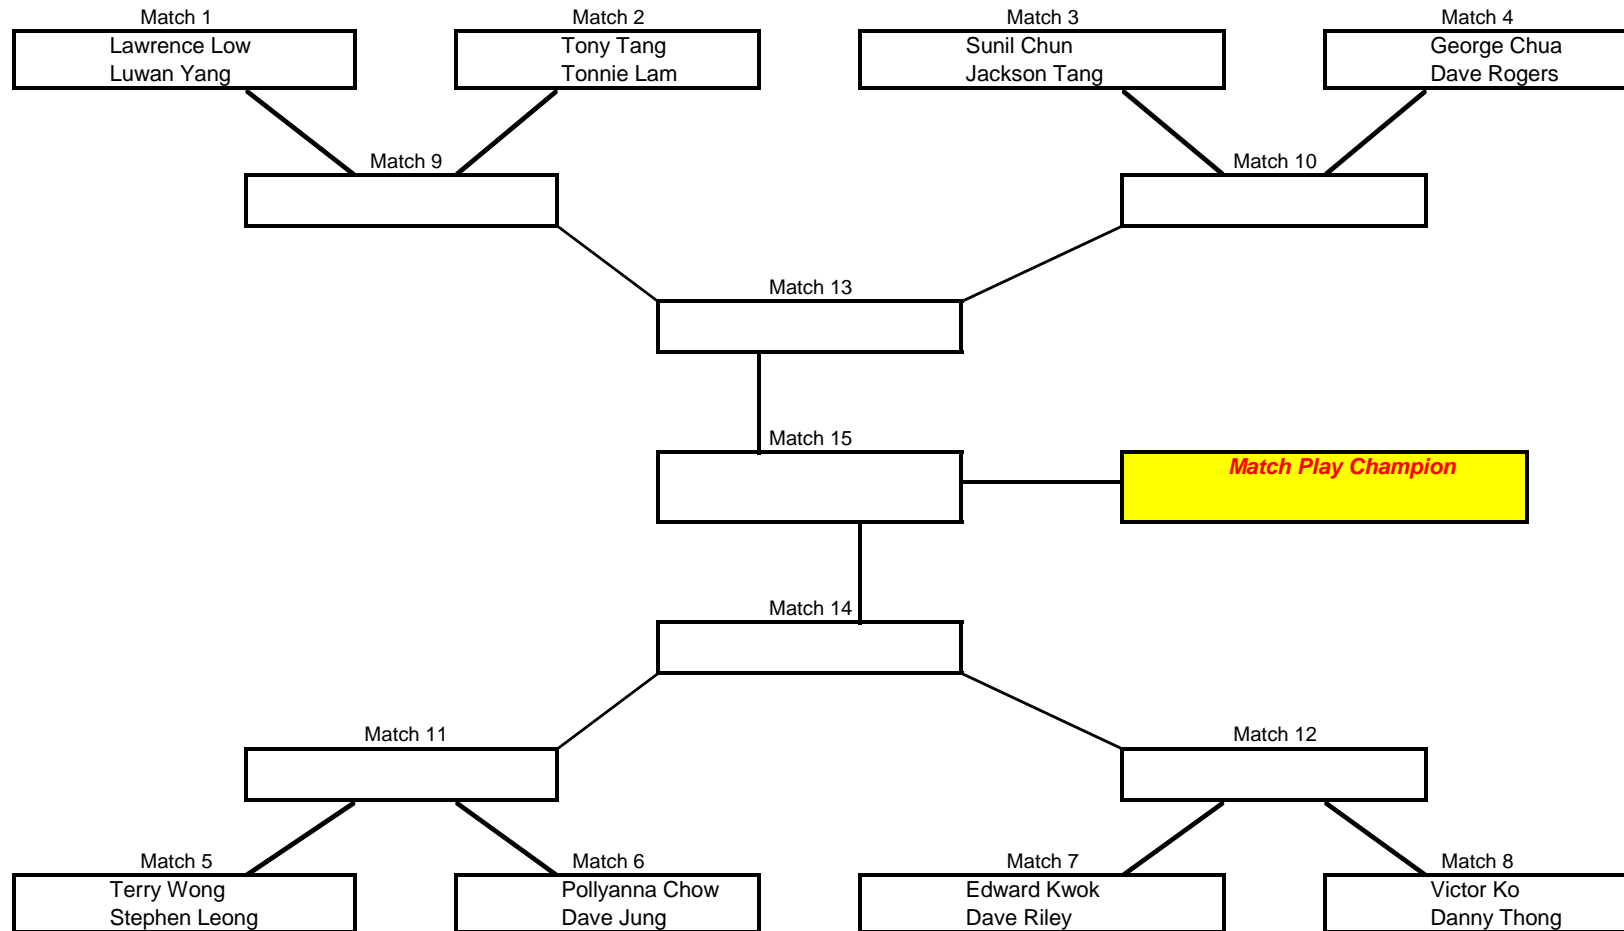 Match 1
Lawrence Low
Luwan Yang
Match 2
Tony Tang
Tonnie Lam
Match 3
Sunil Chun
Jackson Tang
Match 4
George Chua
Dave Rogers
Match 9
Match 10
Match 13
Match 15
Match Play Champion
Match 14
Match 11
Match 12
Match 5
Terry Wong
Stephen Leong
Match 6
Pollyanna Chow
Dave Jung
Match 7
Edward Kwok
Dave Riley
Match 8
Victor Ko
Danny Thong